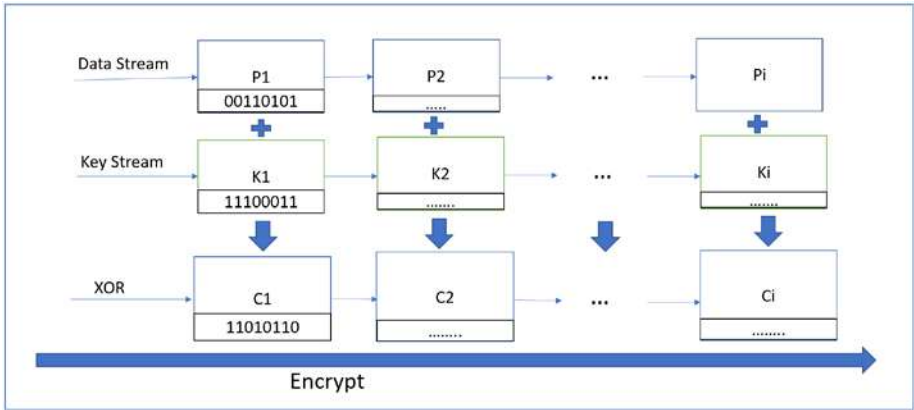 Data Stream
P1
P2
...
Pi
00110101
.....
Key Stream
K1
K2
...
Ki
11100011
.......
.......
XOR
C1
C2
...
Ci
11010110
........
........
Encrypt